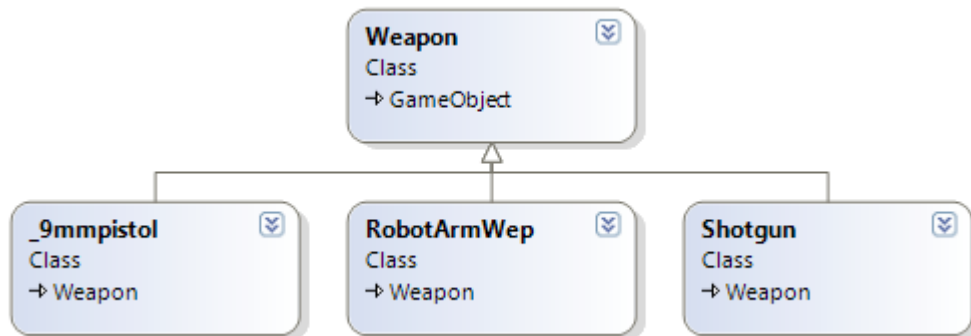 Weapon
Class
GameObject
_9mmpistol
Class
Weapon
RobotArmWep
Class
Weapon
Shotgun
Class
Weapon